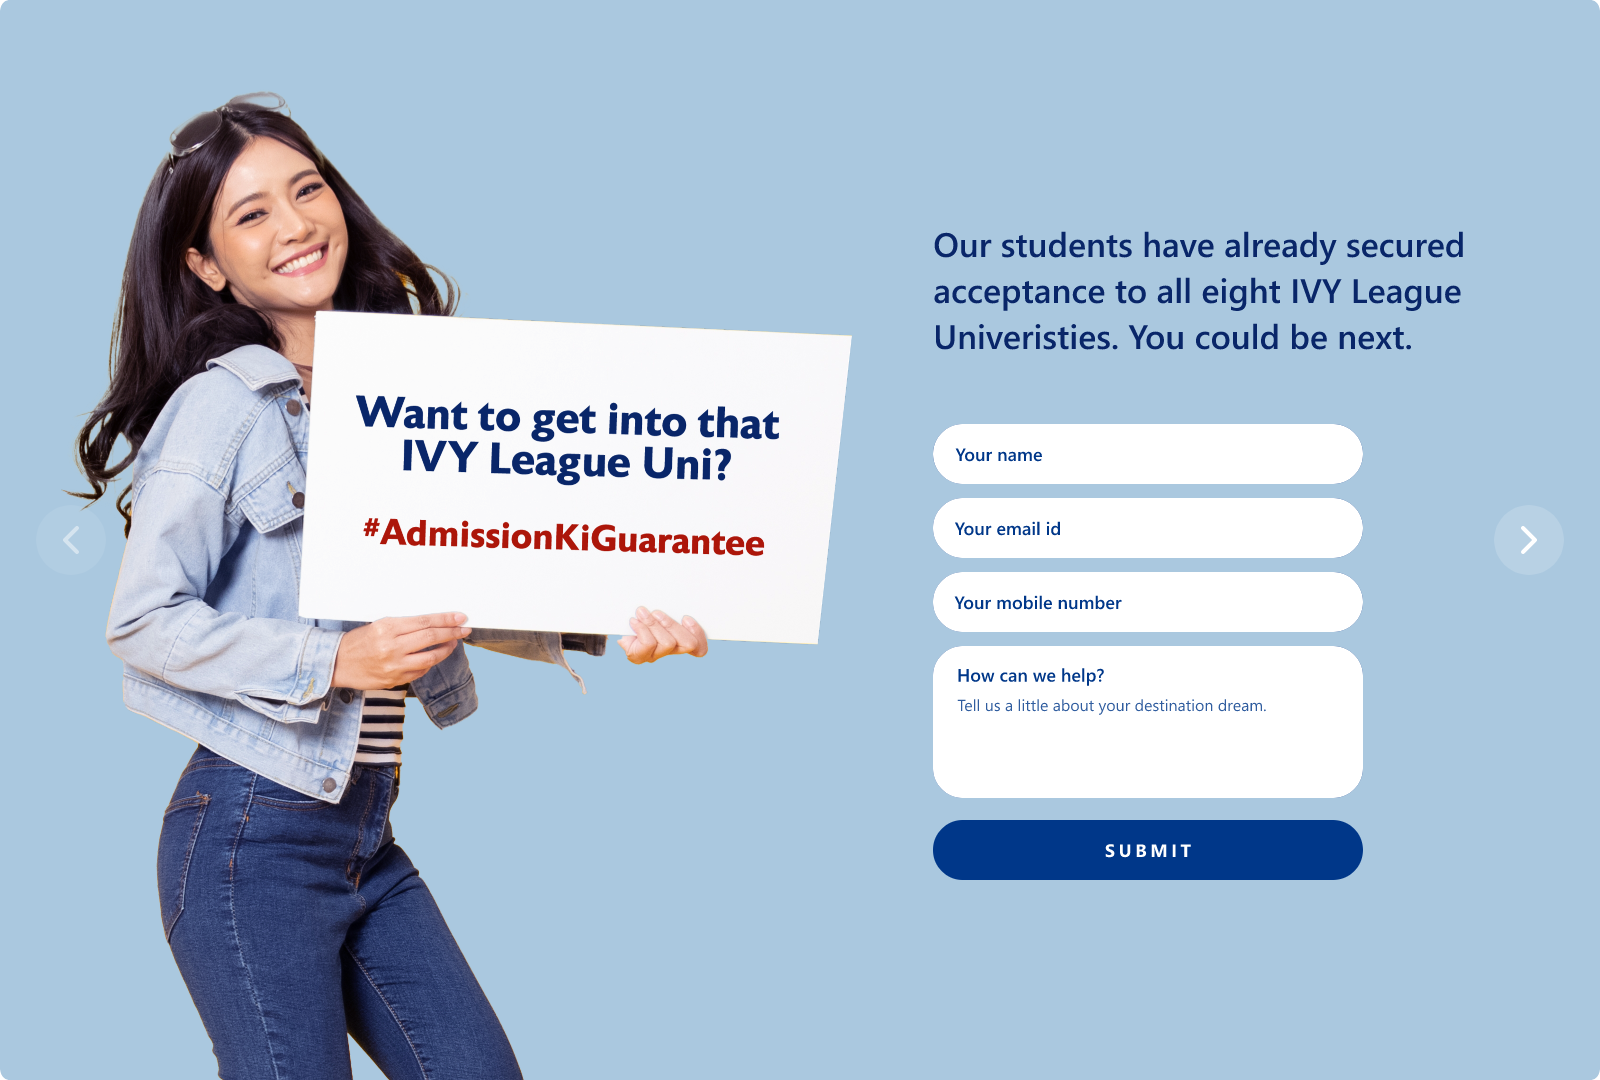 Want to get into that
IVY League Uni?
#AdmissionKiGuarantee
Our students have already secured
acceptance to all eight IVY League
Univeristies. You could be next.
Your name
Your email id
Your mobile number
How can we help?
Tell us a little about your destination dream.
SUBMIT